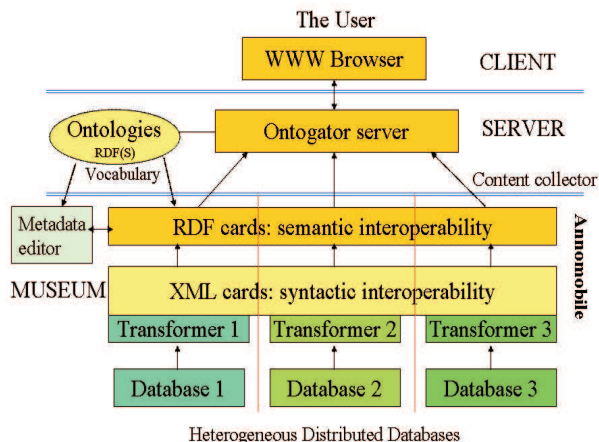 The User
WWW Browser
CLIENT
Ontologies
RDF(S)
Vocabulary
Ontogator server
SERVER
Content collector
Metadata
editor
RDF cards: semantic interoperability
Annomobile
MUSEUM
XML cards: syntactic interoperability
Transformer 1
Transformer 2
Transformer 3
Database 1
Database 2
Database 3
Heterogeneous Distributed Databases